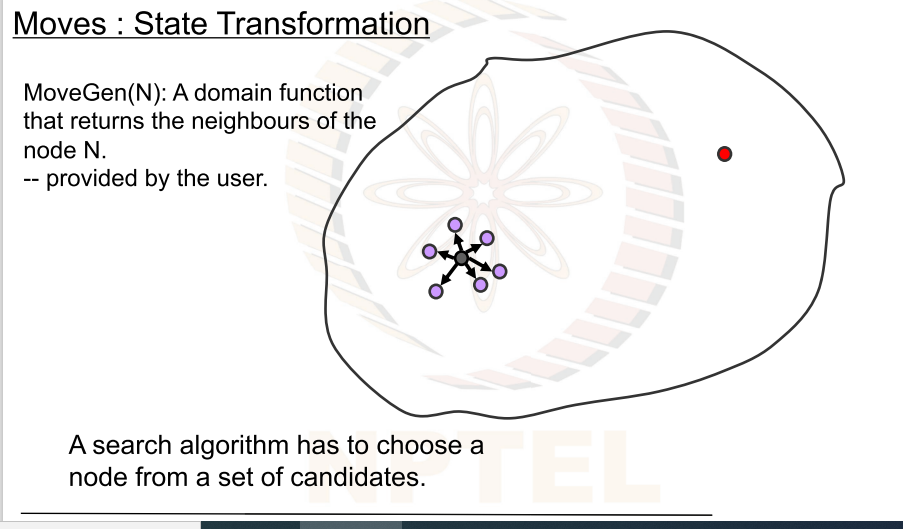 Moves : State Transformation
MoveGen(N): A domain function
that returns the neighbours of the
node N.
-- provided by the user.
A search algorithm has to choose a
node from a set of candidates.
NPTEL